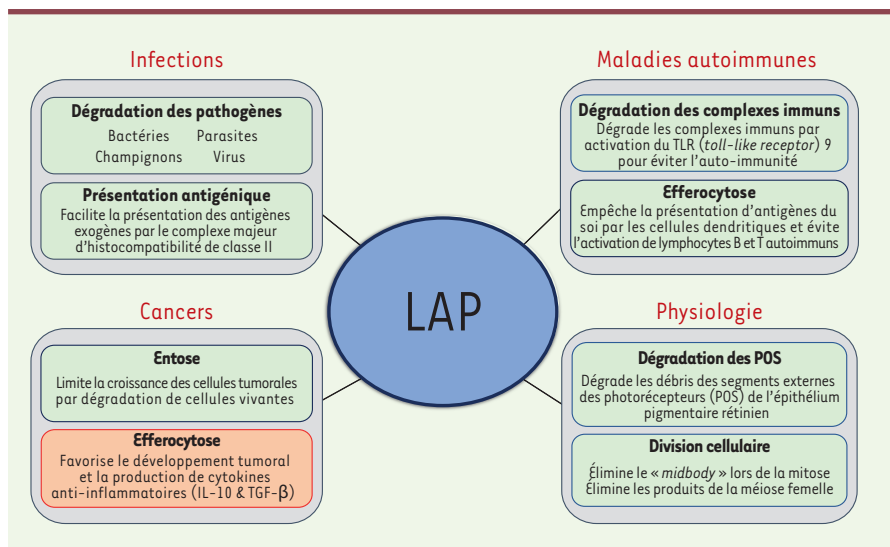 Infections
Dégradation des pathogènes
Bactéries Parasites
Champignons Virus
Présentation antigénique
Facilite la présentation des antigènes
exogènes par le complexe majeur
d'histocompatibilité de classe II
Maladies autoimmunes
Dégradation des complexes immuns
Dégrade les complexes immuns par
activation du TLR (toll-like receptor) 9
pour éviter l'auto-immunité
Efferocytose
Empêche la présentation d'antigènes du
soi par les cellules dendritiques et évite
l'activation de lymphocytes B et T autoimmuns
LAP
Cancers
Entose
Limite la croissance des cellules tumorales
par dégradation de cellules vivantes
Efferocytose
Favorise le développement tumoral
et la production de cytokines
anti-inflammatoires (IL-10 & TGF-β)
Physiologie
Dégradation des POS
Dégrade les débris des segments externes
des photorécepteurs (POS) de l'épithélium
pigmentaire rétinien
Division cellulaire
Élimine le « midbody » lors de la mitose
Élimine les produits de la méiose femelle